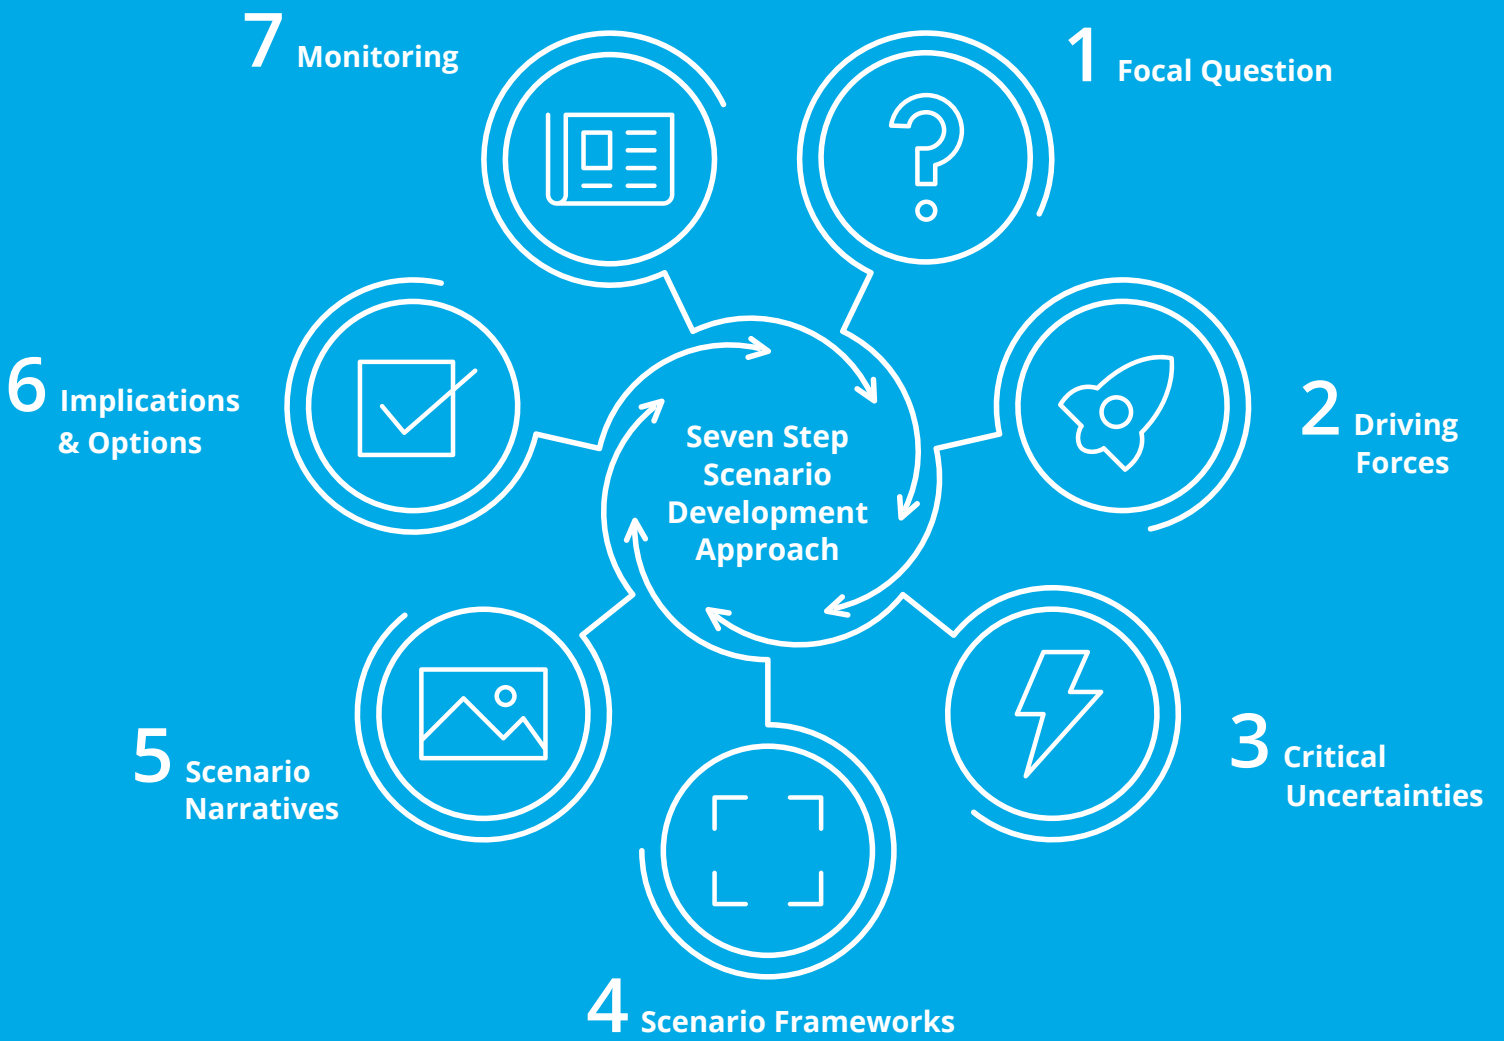 7 Monitoring
1 Focal Question
6 Implications
& Options
Seven Step
Scenario
Development
Approach
2 Driving
Forces
5 Scenario
Narratives
3 Critical
Uncertainties
4 Scenario Frameworks